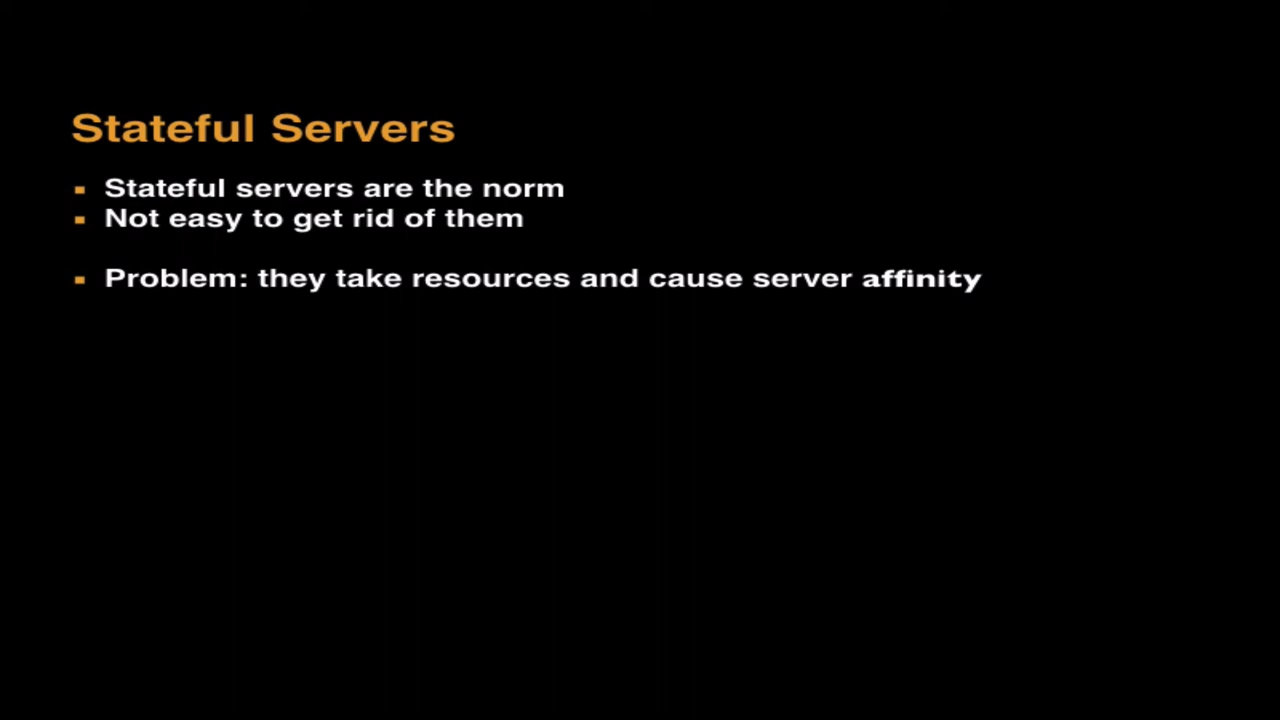 Stateful Servers
Stateful servers are the norm
Not easy to get rid of them
Problem: they take resources and cause server affinity